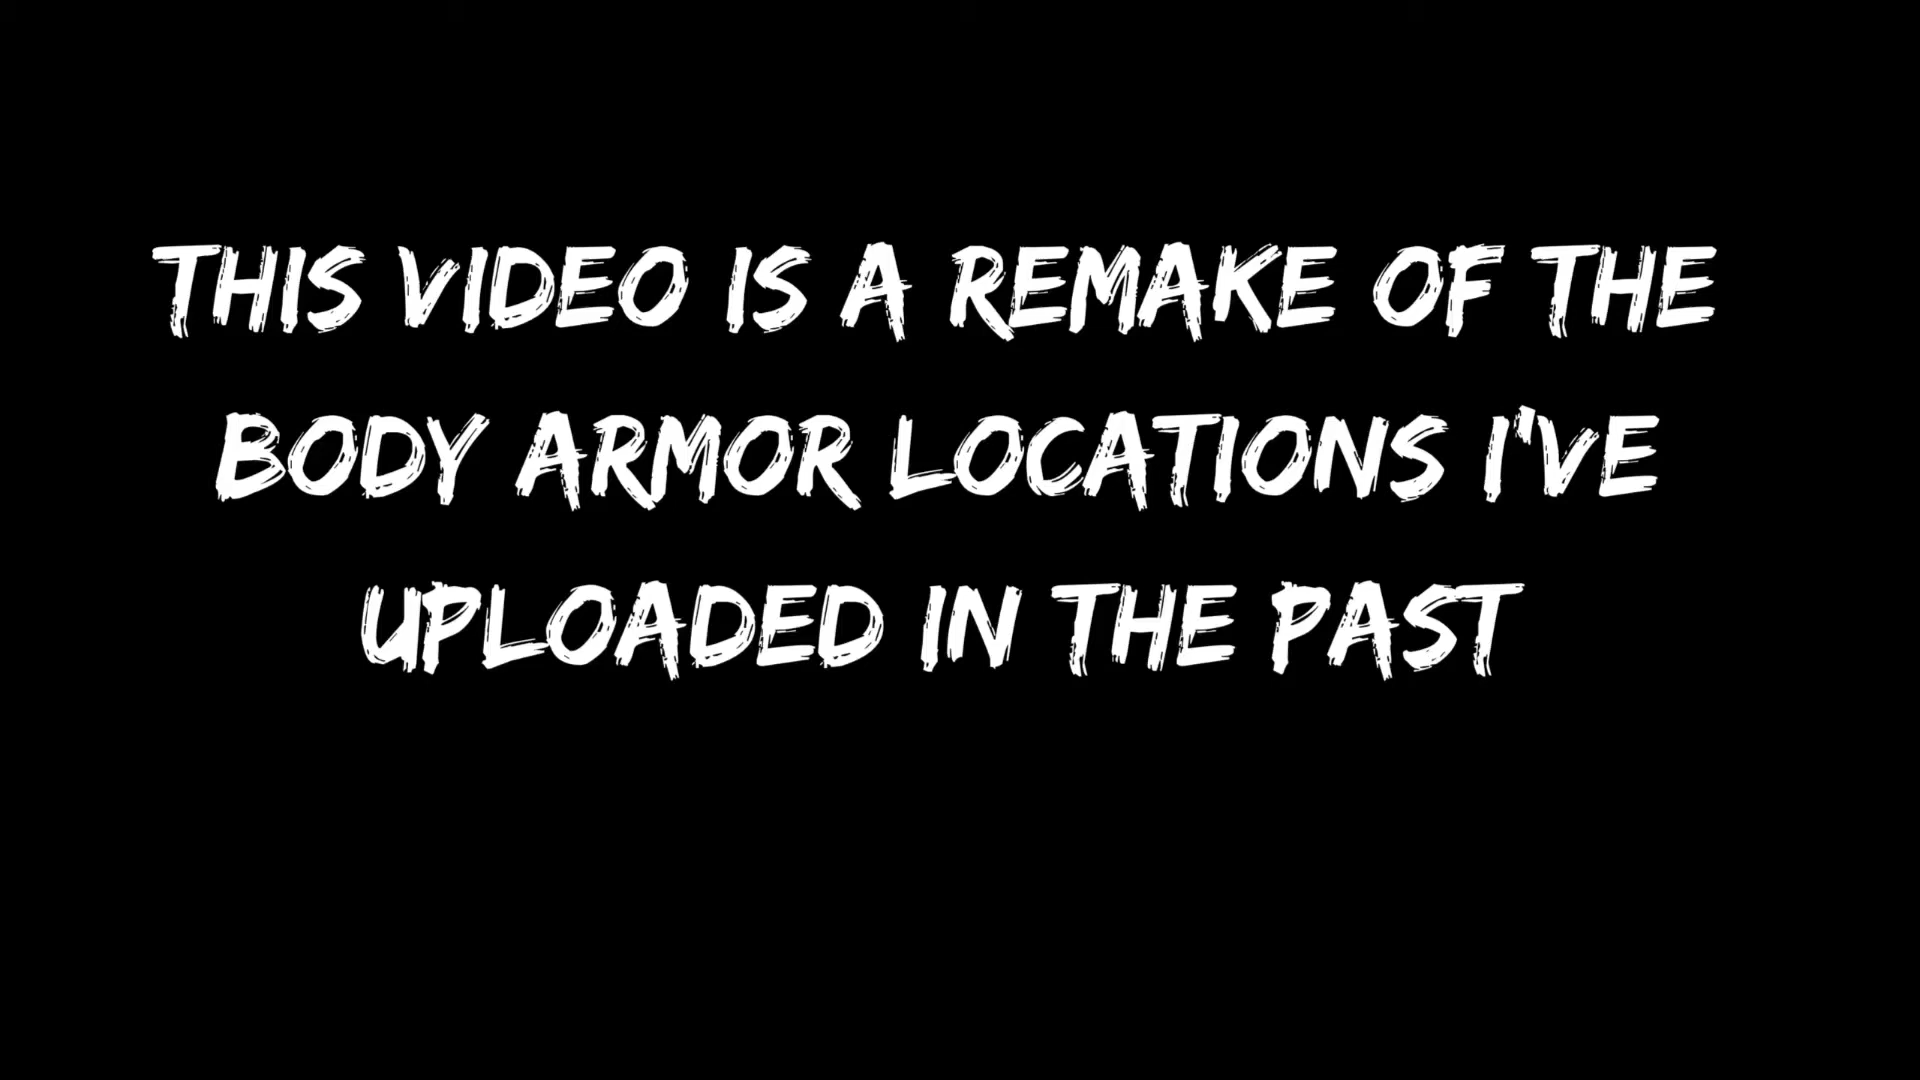 THIS VIDEO IS A REMAKE OF THE
BODY ARMOR LOCATIONS I'VE
UPLOADED IN THE PAST